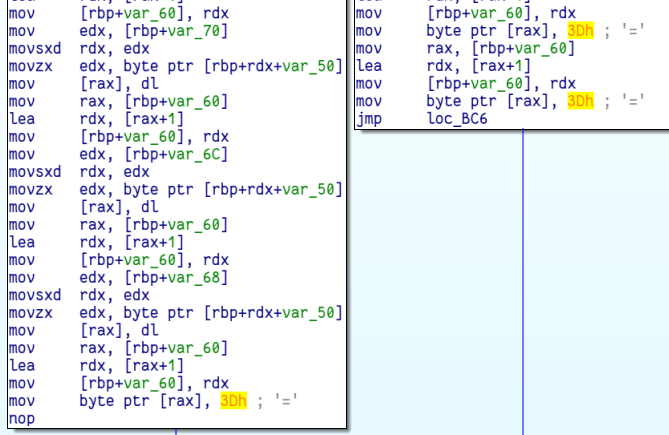 mov [rbp+var_60], rdx
mov edx, [rbp+var_70]
movsxd rdx, edx
movzx edx, byte ptr [rbp+rdx+var_50]
mov [rax], dl
mov rax, [rbp+var_60]
lea rdx, [rax+1]
mov [rbp+var_60], rdx
mov edx, [rbp+var_6C]
movsxd rdx, edx
movzx edx, byte ptr [rbp+rdx+var_50]
mov [rax], dl
mov rax, [rbp+var_60]
lea rdx, [rax+1]
mov [rbp+var_60], rdx
mov edx, [rbp+var_68]
movsxd rdx, edx
movzx edx, byte ptr [rbp+rdx+var_50]
mov [rax], dl
mov rax, [rbp+var_60]
lea rdx, [rax+1]
mov [rbp+var_60], rdx
mov byte ptr [rax], 3Dh ; '='
nop
mov [rbp+var_60], rdx
mov byte ptr [rax], 3Dh ; '='
mov rax, [rbp+var_60]
lea rdx, [rax+1]
mov [rbp+var_60], rdx
mov byte ptr [rax], 3Dh ; '='
jmp loc_BC6